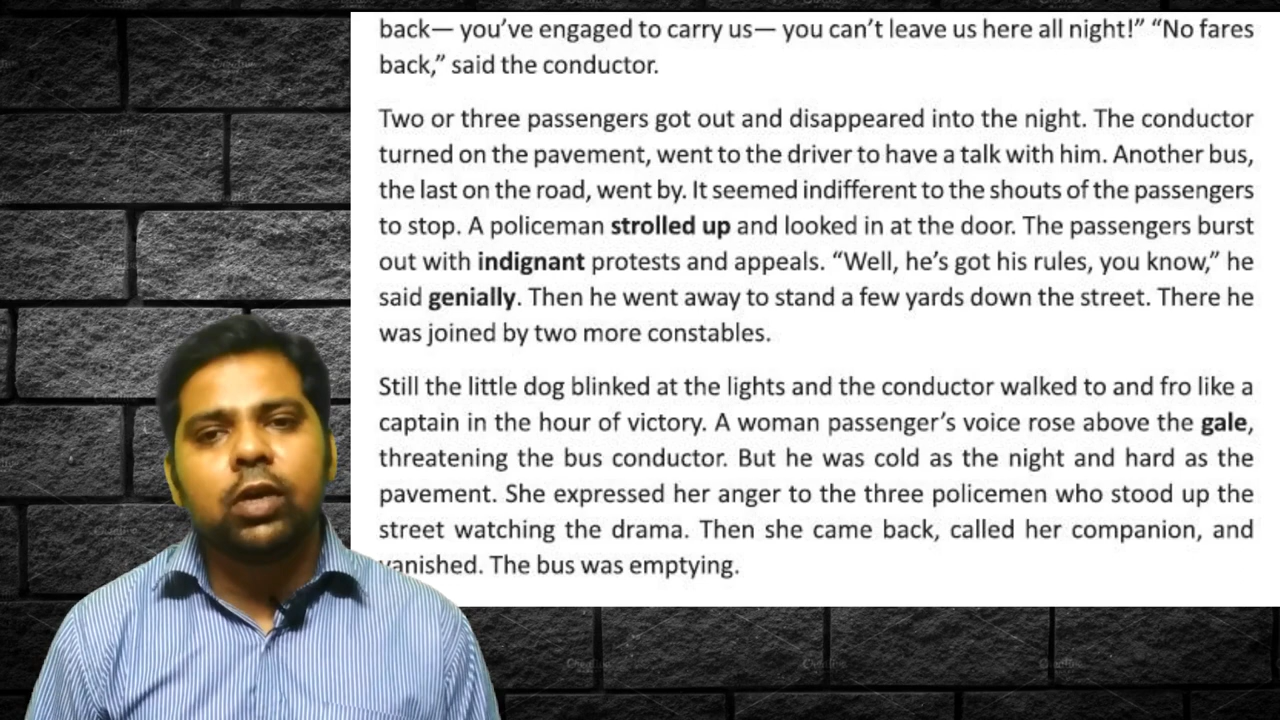 back— you’ve engaged to carry us— you can’t leave us here all night!” “No fares
back,” said the conductor.
Two or three passengers got out and disappeared into the night. The conductor
turned on the pavement, went to the driver to have a talk with him. Another bus,
the last on the road, went by. It seemed indifferent to the shouts of the passengers
to stop. A policeman strolled up and looked in at the door. The passengers burst
out with indignant protests and appeals. “Well, he’s got his rules, you know,” he
said genially. Then he went away to stand a few yards down the street. There he
was joined by two more constables.
Still the little dog blinked at the lights and the conductor walked to and fro like a
captain in the hour of victory. A woman passenger’s voice rose above the gale,
threatening the bus conductor. But he was cold as the night and hard as the
pavement. She expressed her anger to the three policemen who stood up the
street watching the drama. Then she came back, called her companion, and
vanished. The bus was emptying.